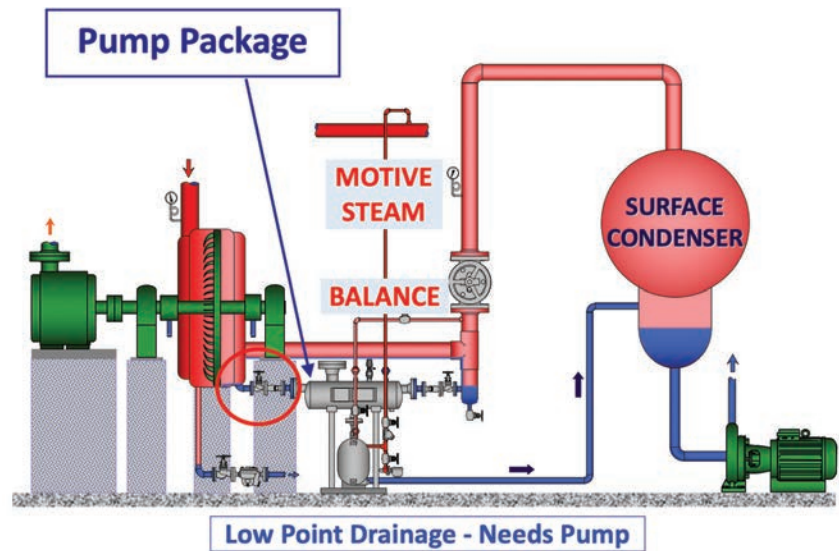 Pump Package
MOTIVE
STEAM
BALANCE
SURFACE
CONDENSER
Low Point Drainage - Needs Pump